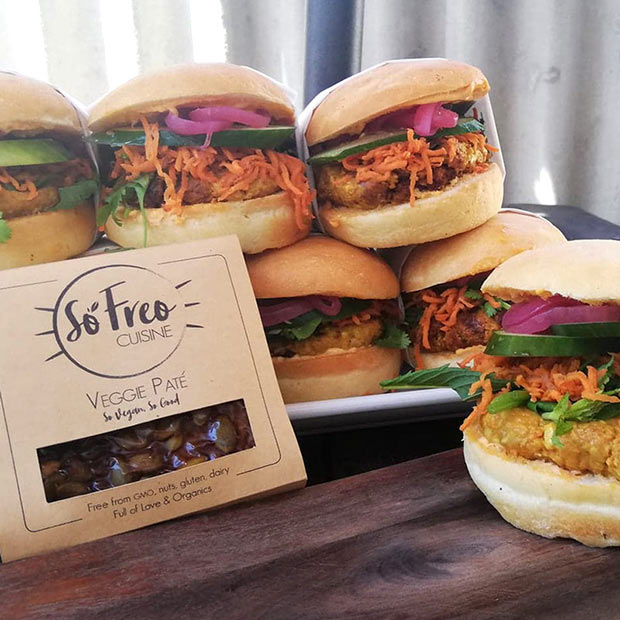 Só Freo
CUISINE
VEGGIE PATÉ
So Vegan, So Good
Free from GMO, nuts, gluten, dairy
Full of Love & Organics